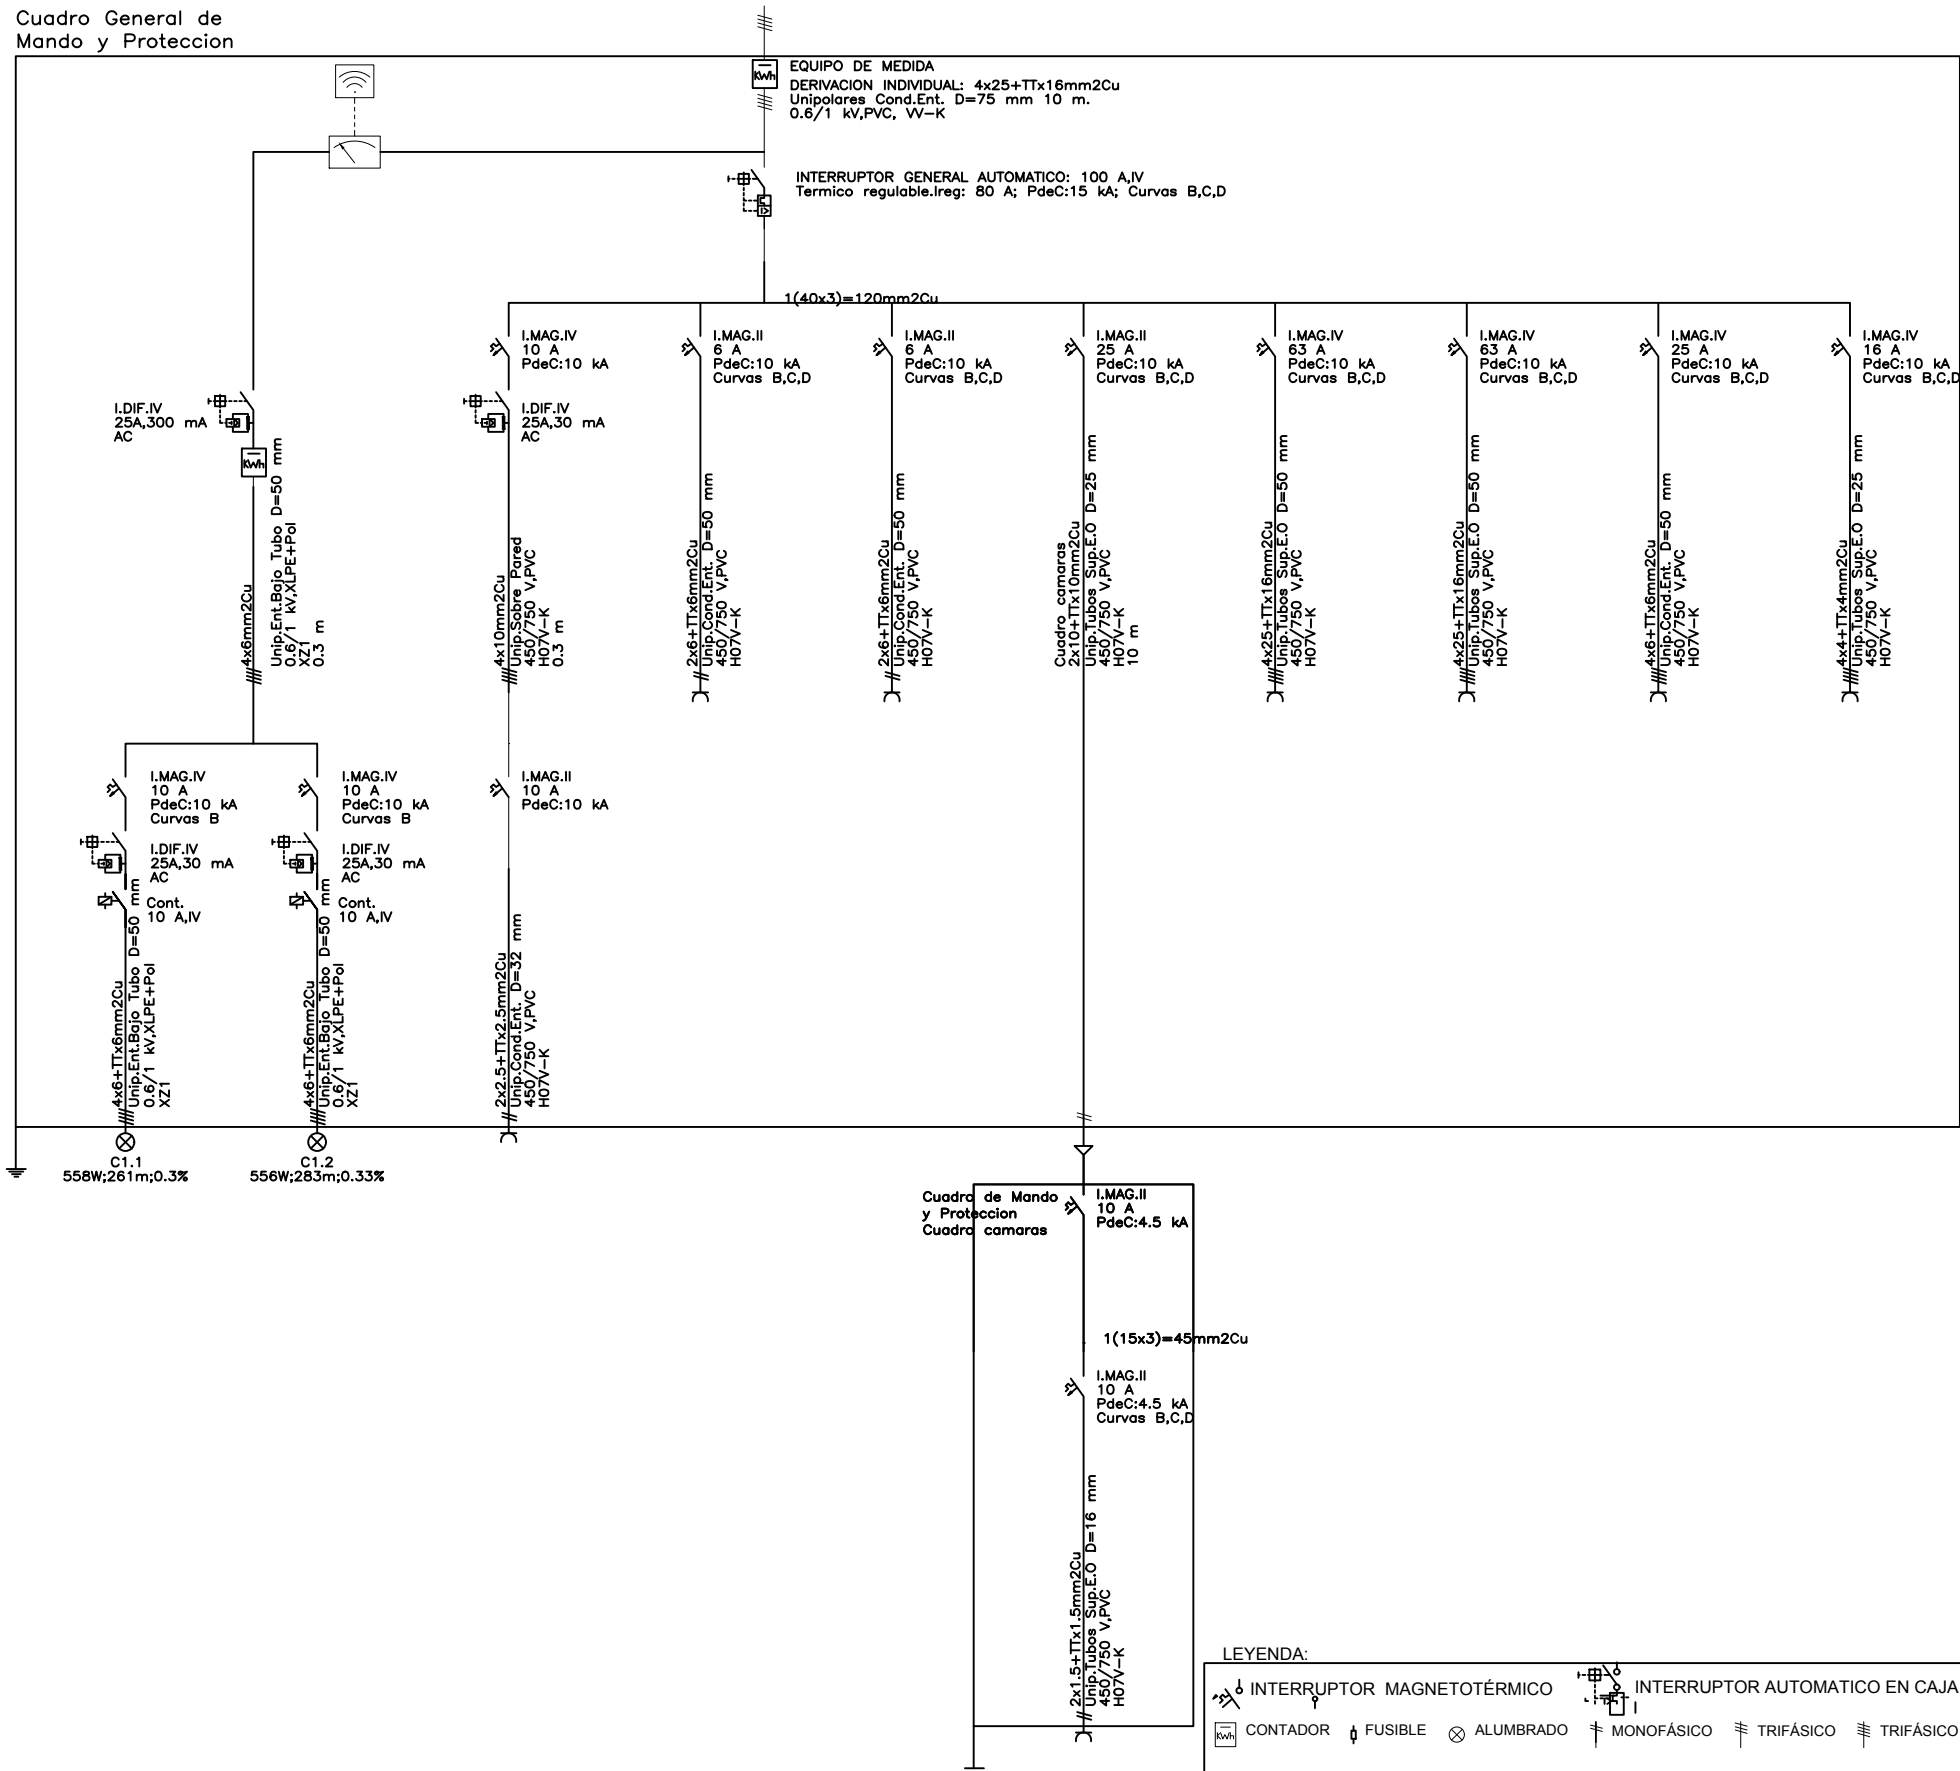 Cuadro General de
Mando y Proteccion
KWh
EQUIPO DE MEDIDA
DERIVACION INDIVIDUAL: 4x25+TTx16mm2Cu
Unipolares Cond.Ent. D=75 mm 10 m.
0.6/1 kV,PVC, VV-K
INTERRUPTOR GENERAL AUTOMATICO: 100 A,IV
Termico regulable.Ireg: 80 A; PdeC:15 kA; Curvas B,C,D
1(40x3)=120mm2Cu
I.MAG.IV
10 A
PdeC:10 kA
I.MAG.II
6 A
PdeC:10 kA
Curvas B,C,D
I.MAG.II
6 A
PdeC:10 kA
Curvas B,C,D
I.MAG.II
25 A
PdeC:10 kA
Curvas B,C,D
I.MAG.IV
63 A
PdeC:10 kA
Curvas B,C,D
I.MAG.IV
63 A
PdeC:10 kA
Curvas B,C,D
I.MAG.IV
25 A
PdeC:10 kA
Curvas B,C,D
I.MAG.IV
16 A
PdeC:10 kA
Curvas B,C,D
I.DIF.IV
25A,300 mA
AC
KWh
I.DIF.IV
25A,30 mA
AC
4x6mm2Cu
Unip.Ent.Bajo Tubo D=50 mm
0.6/1 kV,XLPE+Pol
XZ1
0.3 m
4x10mm2Cu
Unip.Sobre Pared
450/750 V,PVC
H07V-K
0.3 m
2x6+TTx6mm2Cu
Unip.Cond.Ent. D=50 mm
450/750 V,PVC
H07V-K
2x6+TTx6mm2Cu
Unip.Cond.Ent. D=50 mm
450/750 V,PVC
H07V-K
Cuadro camaras
2x10+TTx10mm2Cu
Unip.Tubos Sup.E.O D=25 mm
450/750 V,PVC
H07V-K
10 m
4x25+TTx16mm2Cu
Unip.Tubos Sup.E.O D=50 mm
450/750 V,PVC
H07V-K
4x25+TTx16mm2Cu
Unip.Tubos Sup.E.O D=50 mm
450/750 V,PVC
H07V-K
4x6+TTx6mm2Cu
Unip.Cond.Ent. D=50 mm
450/750 V,PVC
H07V-K
4x4+TTx4mm2Cu
Unip.Tubos Sup.E.O D=25 mm
450/750 V,PVC
H07V-K
I.MAG.IV
10 A
PdeC:10 kA
Curvas B
I.MAG.IV
10 A
PdeC:10 kA
Curvas B
I.MAG.II
10 A
PdeC:10 kA
I.DIF.IV
25A,30 mA
AC
I.DIF.IV
25A,30 mA
AC
Cont.
10 A,IV
Cont.
10 A,IV
4x6+TTx6mm2Cu
Unip.Ent.Bajo Tubo D=50 mm
0.6/1 kV,XLPE+Pol
XZ1
4x6+TTx6mm2Cu
Unip.Ent.Bajo Tubo D=50 mm
0.6/1 kV,XLPE+Pol
XZ1
2x2.5+TTx2.5mm2Cu
Unip.Cond.Ent. D=32 mm
450/750 V,PVC
H07V-K
C1.1
558W;261m;0.3%
C1.2
556W;283m;0.33%
Cuadro de Mando
y Proteccion
Cuadro camaras
I.MAG.II
10 A
PdeC:4.5 kA
1(15x3)=45mm2Cu
I.MAG.II
10 A
PdeC:4.5 kA
Curvas B,C,D
2x1.5+TTx1.5mm2Cu
Unip.Tubos Sup.E.O D=16 mm
450/750 V,PVC
H07V-K
LEYENDA:
INTERRUPTOR MAGNETOTÉRMICO
INTERRUPTOR AUTOMATICO EN CAJA
KWh CONTADOR
FUSIBLE
ALUMBRADO
MONOFÁSICO
TRIFÁSICO
TRIFÁSICO